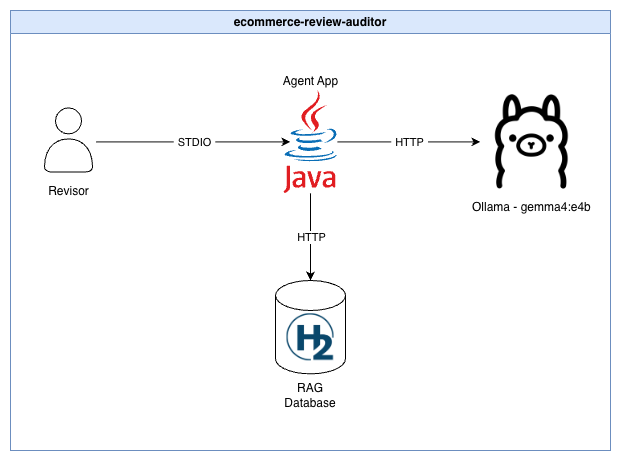 ecommerce-review-auditor
Agent App
STDIO
Java
HTTP
Revisor
Ollama - gemma4:e4b
HTTP
H2
RAG
Database